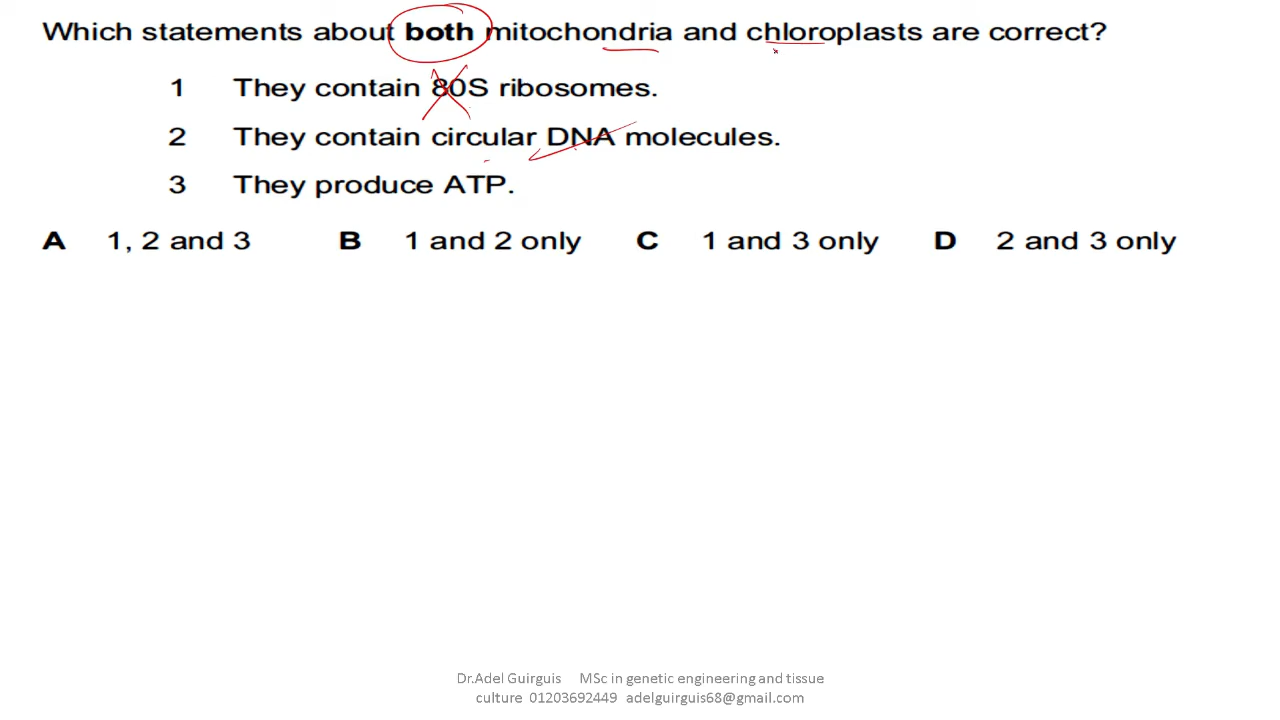 Which statements about both mitochondria and chloroplasts are correct?
1 They contain 80S ribosomes.
2 They contain circular DNA molecules.
3 They produce ATP.
A 1, 2 and 3 B 1 and 2 only C 1 and 3 only D 2 and 3 only
Dr.Adel Guirguis MSc in genetic engineering and tissue
culture 01203692449 adelguirguis68@gmail.com